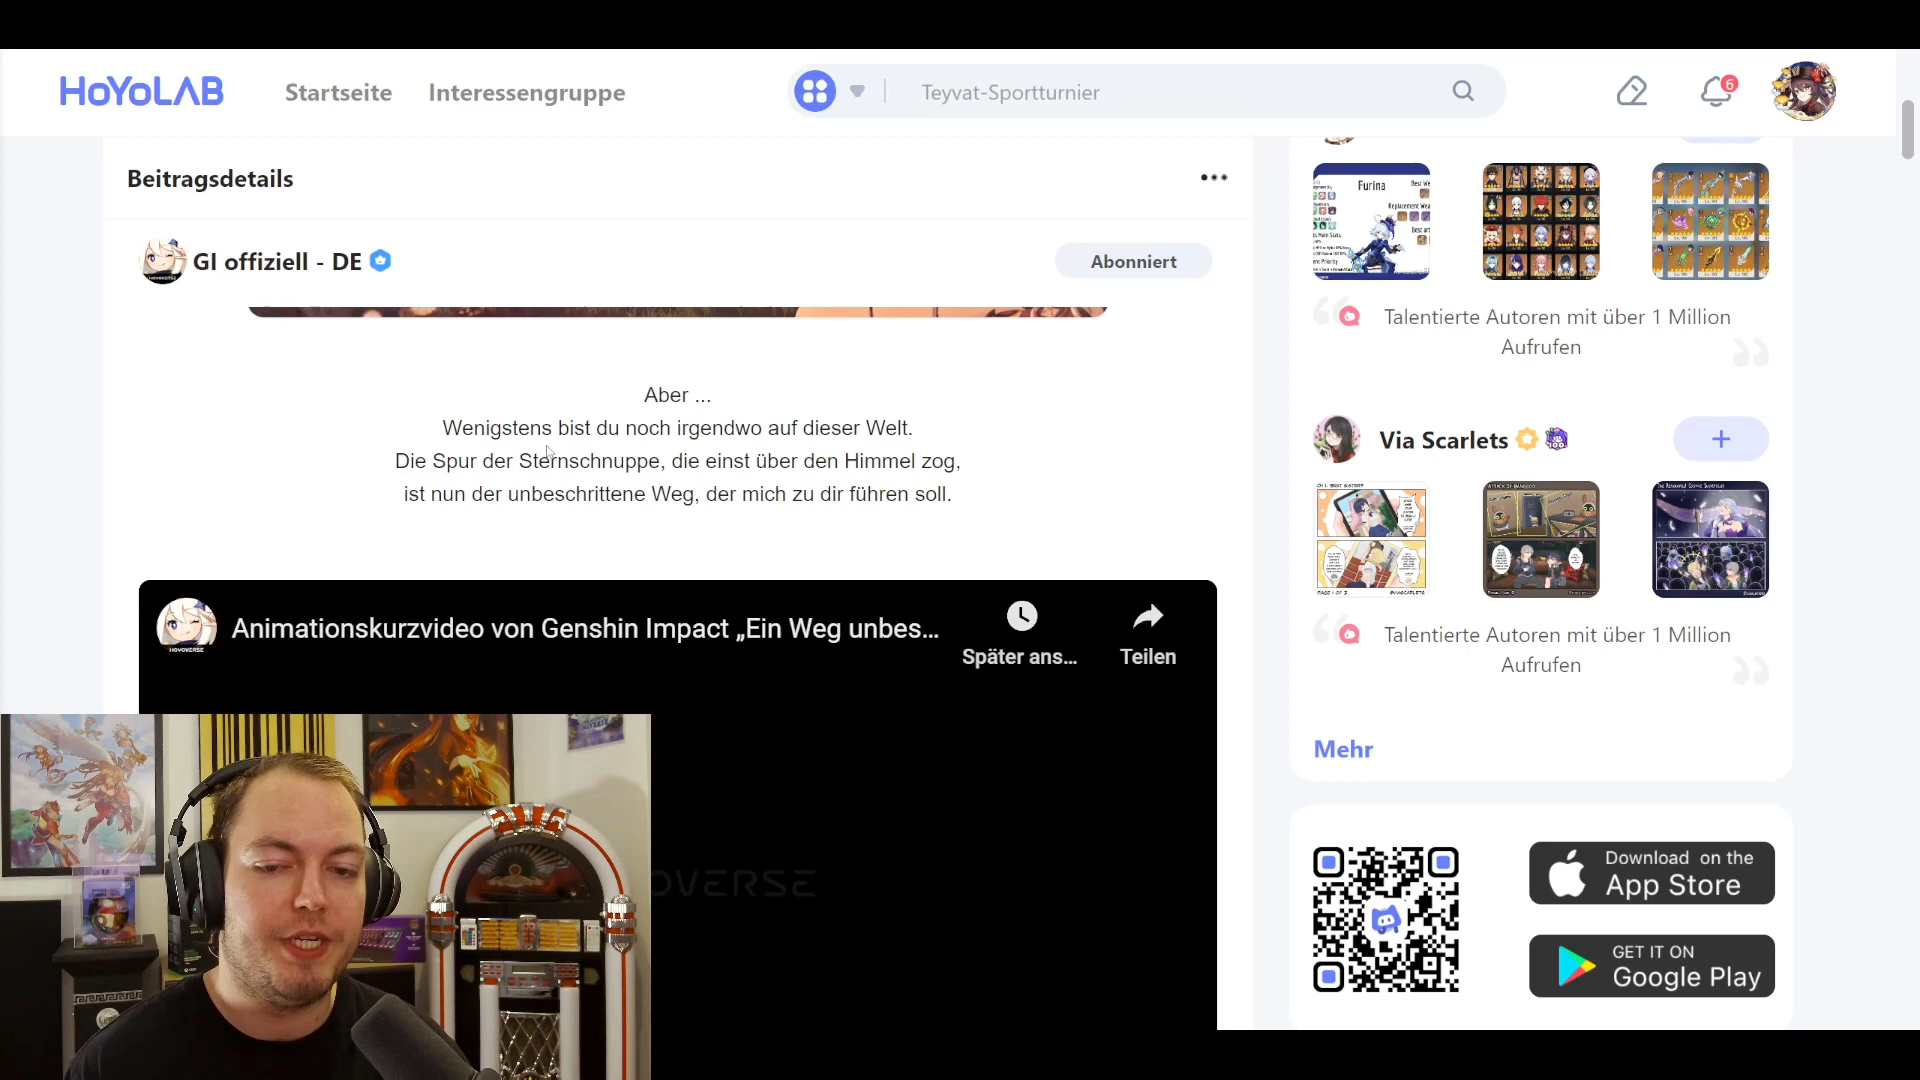 HoYoLAB
Startseite
Interessengruppe
Teyvat-Sportturnier
6
Beitragsdetails
GI offiziell - DE
Abonniert
Aber ...
Wenigstens bist du noch irgendwo auf dieser Welt.
Die Spur der Sternschnuppe, die einst über den Himmel zog,
ist nun der unbeschrittene Weg, der mich zu dir führen soll.
Animationskurzvideo von Genshin Impact „Ein Weg unbes...
Später ans...
Teilen
HOYOVERSE
OVERSE
Furina
Talentierte Autoren mit über 1 Million
Aufrufen
Via Scarlets
Talentierte Autoren mit über 1 Million
Aufrufen
Mehr
Download on the
App Store
GET IT ON
Google Play